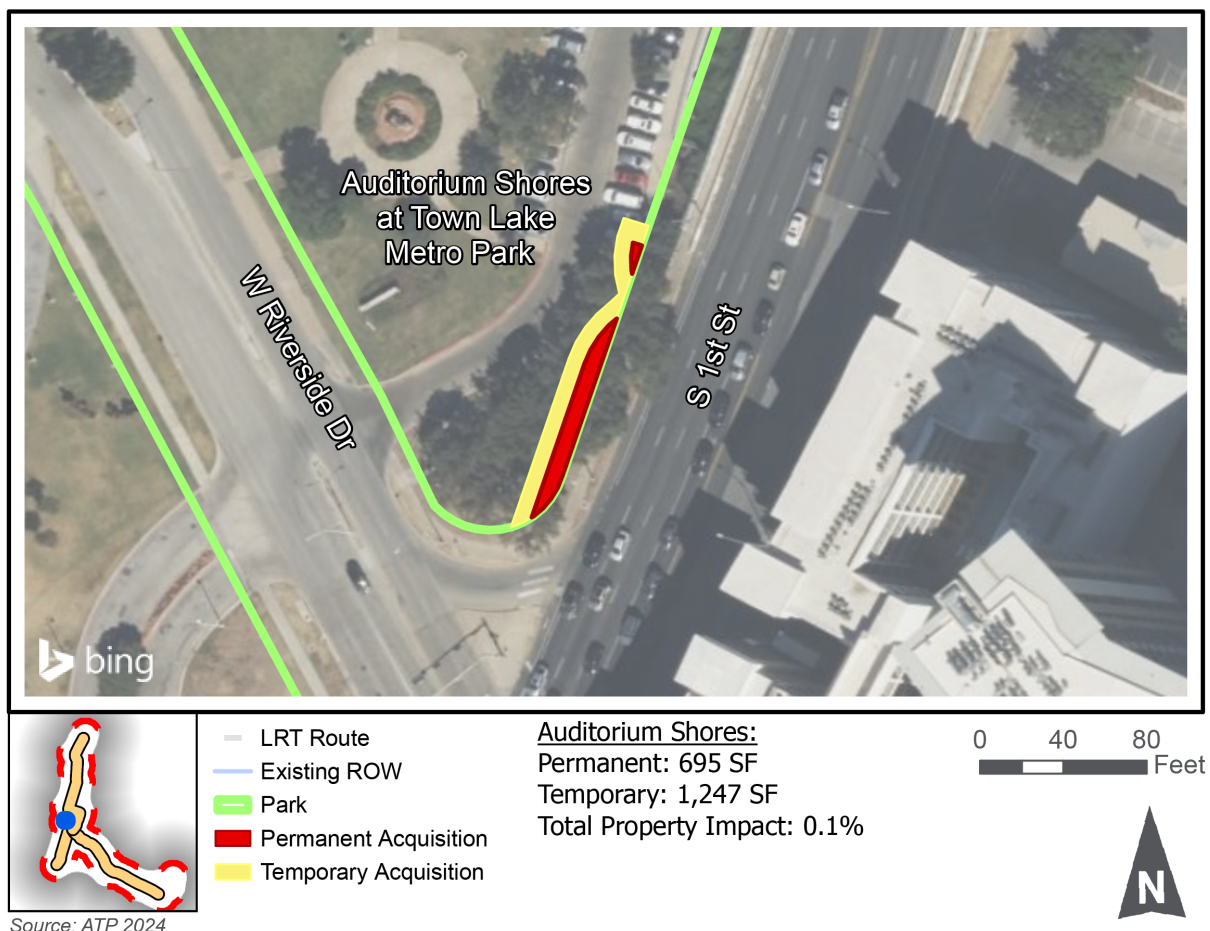 Auditorium Shores
at Town Lake
Metro Park
W Riverside Dr
S 1st St
bing
LRT Route
Existing ROW
Park
Permanent Acquisition
Temporary Acquisition
Auditorium Shores:
Permanent: 695 SF
Temporary: 1,247 SF
Total Property Impact: 0.1%
0 40 80
Feet
N
Source: ATP 2024